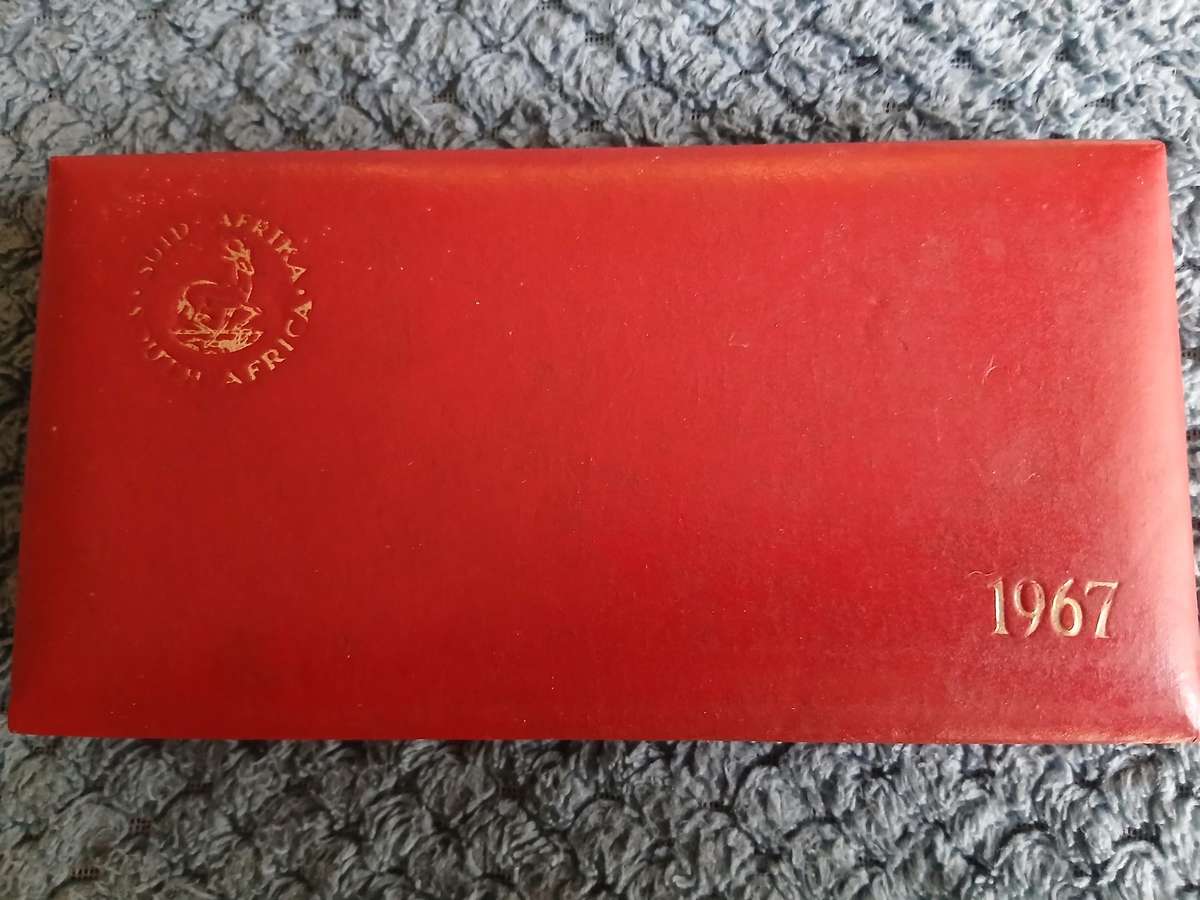 SUID · AFRIKA · SOUTH AFRICA
1967